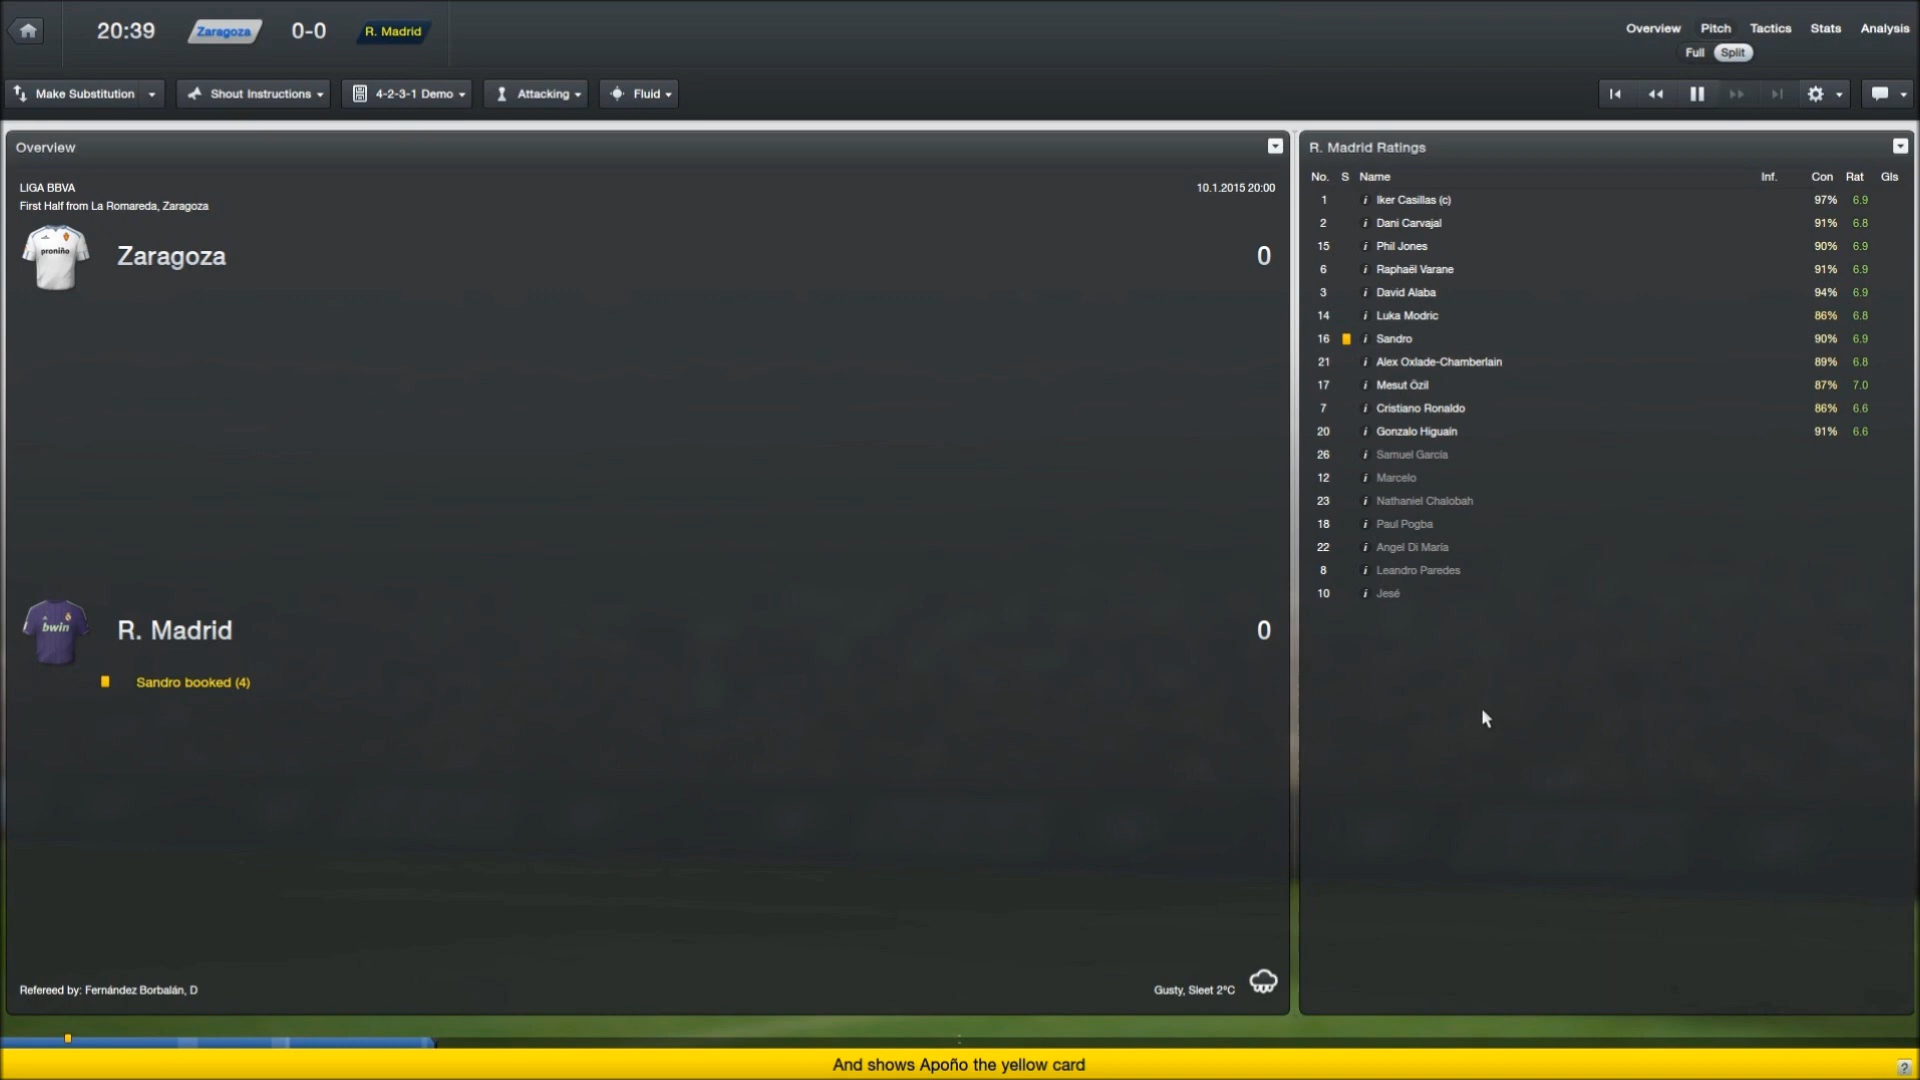 20:39 Zaragoza 0-0 R. Madrid
Overview Pitch Tactics Stats Analysis
Full Split
Make Substitution Shout Instructions 4-2-3-1 Demo Attacking Fluid
Overview
LIGA BBVA 10.1.2015 20:00
First Half from La Romareda, Zaragoza
proniño
Zaragoza 0
bwin
R. Madrid 0
Sandro booked (4)
Refereed by: Fernández Borbalán, D
Gusty, Sleet 2°C
R. Madrid Ratings
No. S Name Inf. Con Rat Gls
1 i Iker Casillas (c) 97% 6.9
2 i Dani Carvajal 91% 6.8
15 i Phil Jones 90% 6.9
6 i Raphaël Varane 91% 6.9
3 i David Alaba 94% 6.9
14 i Luka Modric 86% 6.8
16 i Sandro 90% 6.9
21 i Alex Oxlade-Chamberlain 89% 6.8
17 i Mesut Özil 87% 7.0
7 i Cristiano Ronaldo 86% 6.6
20 i Gonzalo Higuaín 91% 6.6
26 i Samuel García
12 i Marcelo
23 i Nathaniel Chalobah
18 i Paul Pogba
22 i Angel Di María
8 i Leandro Paredes
10 i Jesé
And shows Apoño the yellow card
?